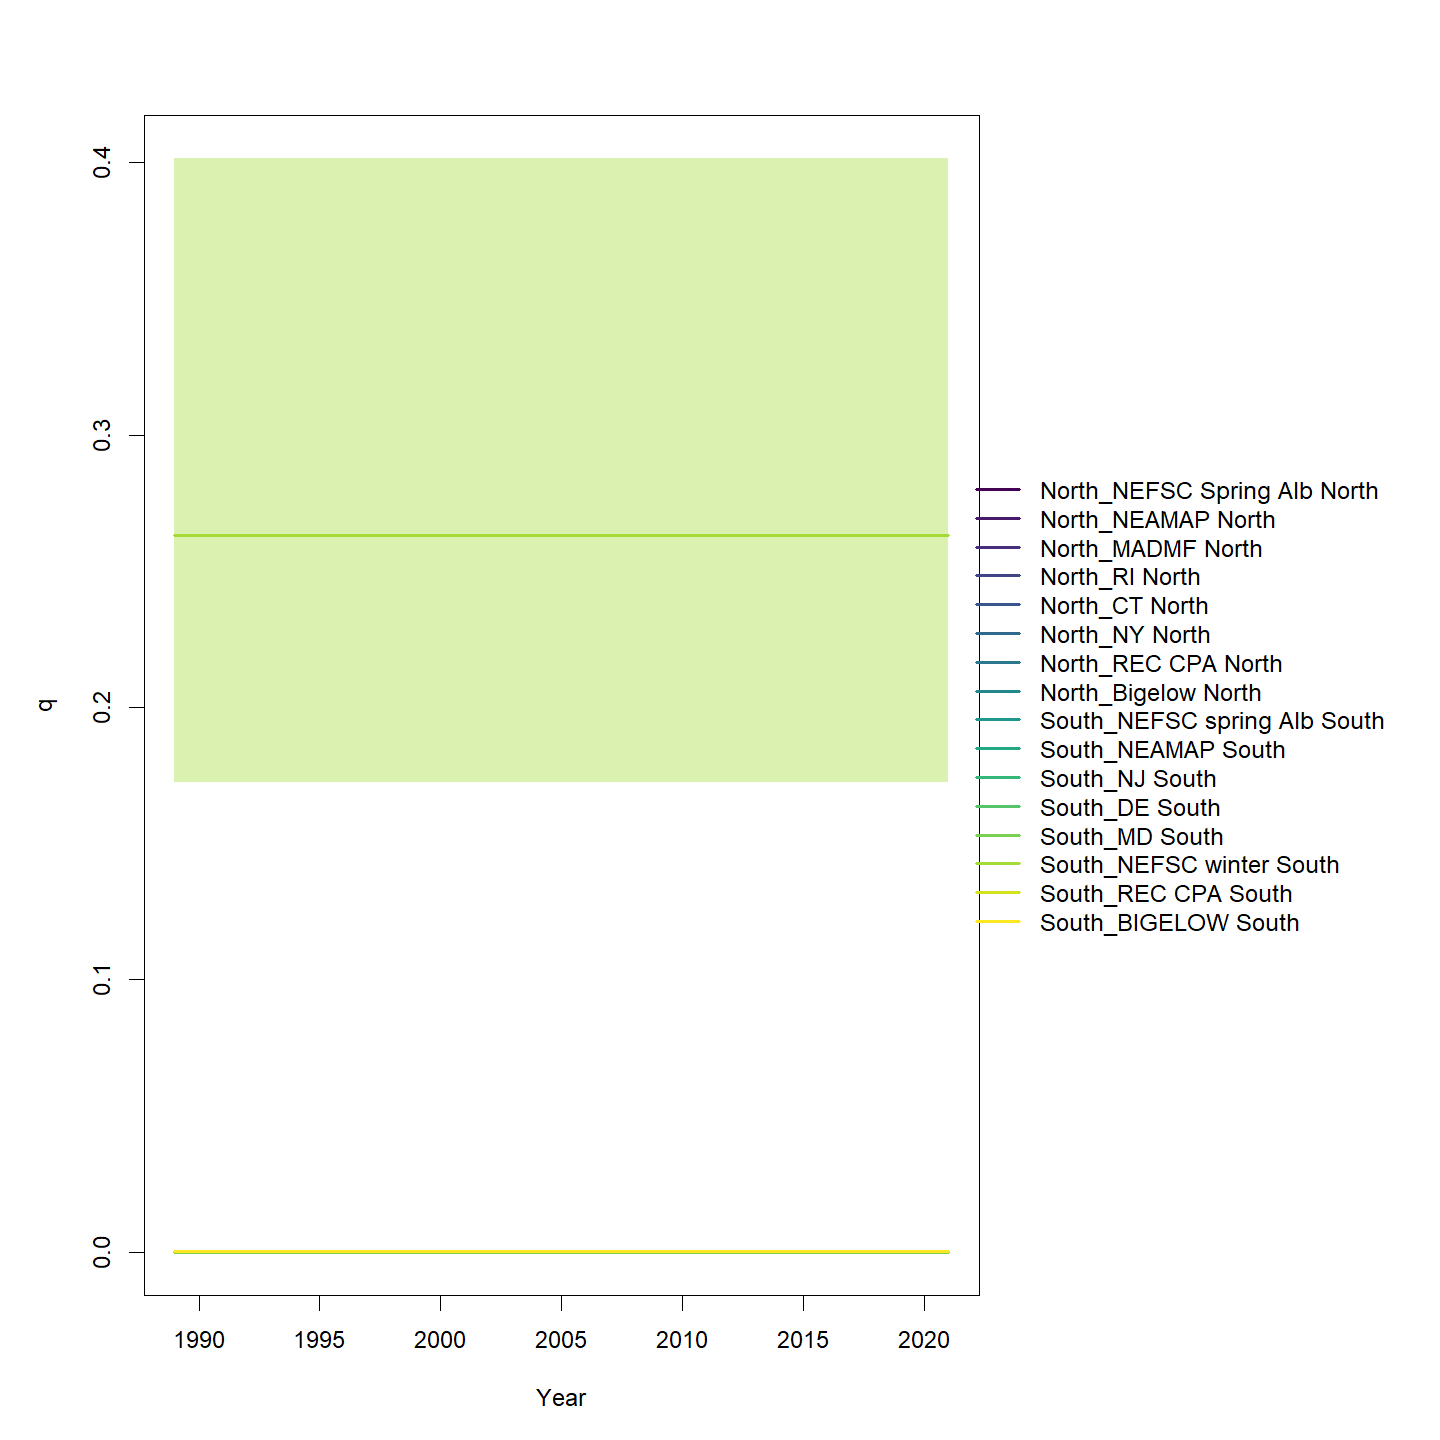 0.4
0.3
0.2
0.1
0.0
q
1990 1995 2000 2005 2010 2015 2020
Year
North_NEFSC Spring Alb North
North_NEAMAP North
North_MADMF North
North_RI North
North_CT North
North_NY North
North_REC CPA North
North_Bigelow North
South_NEFSC spring Alb South
South_NEAMAP South
South_NJ South
South_DE South
South_MD South
South_NEFSC winter South
South_REC CPA South
South_BIGELOW South